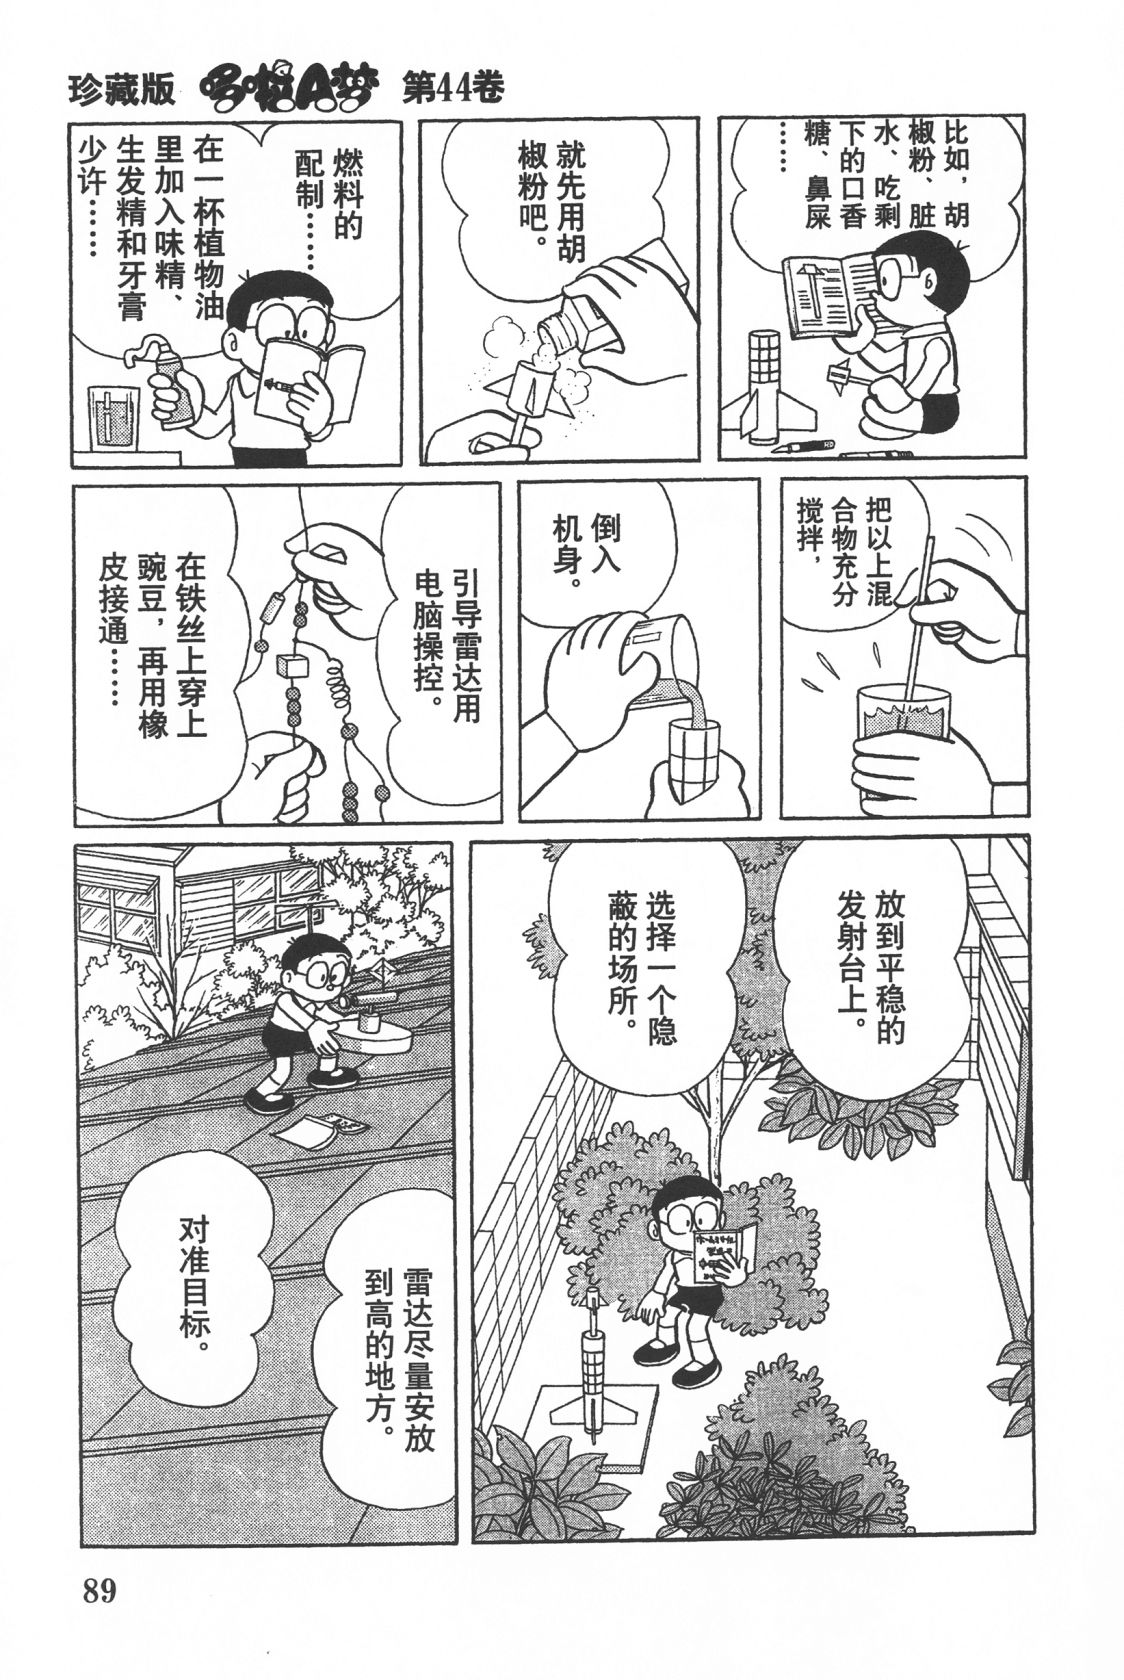 珍藏版 哆啦A梦 第44卷
比如，胡
椒粉、脏
水、吃剩
下的口香
糖、鼻屎
……
就先用胡
椒粉吧。
燃料的
配制……
在一杯植物油
里加入味精、
生发精和牙膏
少许……
把以上混
合物充分
搅拌，
倒入
机身。
引导雷达用
电脑操控。
在铁丝上穿上
豌豆，再用橡
皮接通……
放到平稳的
发射台上。
选择一个隐
蔽的场所。
雷达尽量安放
到高的地方。
对准目标。
89